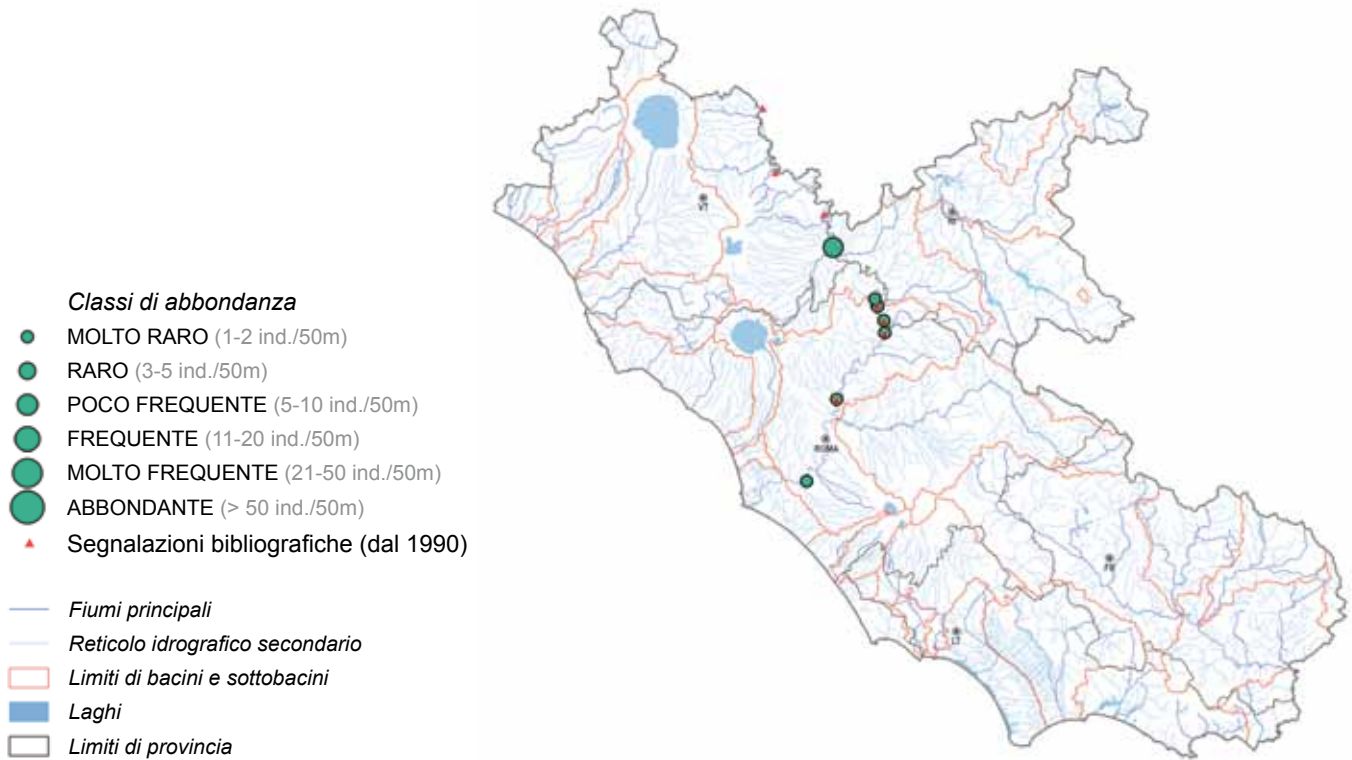 Classi di abbondanza
MOLTO RARO (1-2 ind./50m)
RARO (3-5 ind./50m)
POCO FREQUENTE (5-10 ind./50m)
FREQUENTE (11-20 ind./50m)
MOLTO FREQUENTE (21-50 ind./50m)
ABBONDANTE (> 50 ind./50m)
Segnalazioni bibliografiche (dal 1990)
Fiumi principali
Reticolo idrografico secondario
Limiti di bacini e sottobacini
Laghi
Limiti di provincia
VT
ROMA
FR
LT